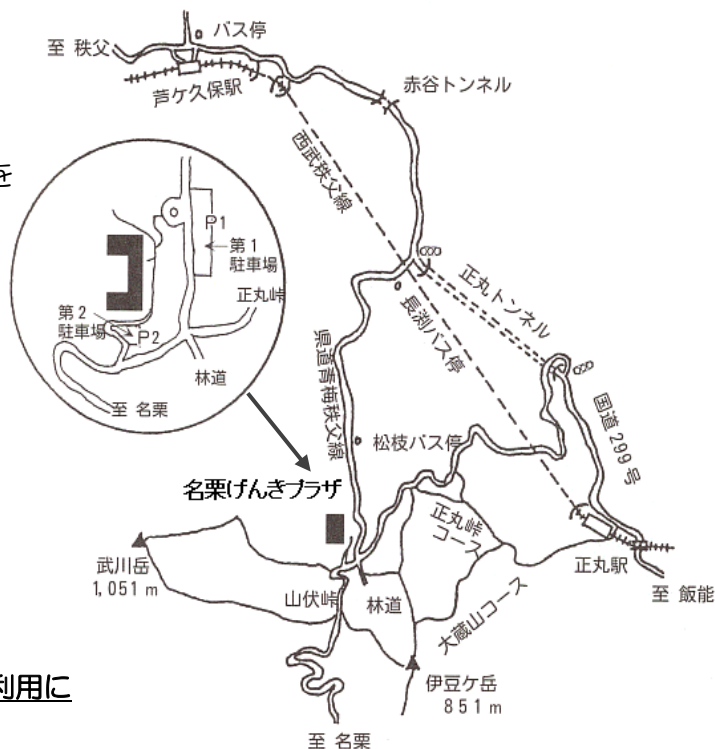 バス停
至 秩父
芦ケ久保駅
赤谷トンネル
西武秩父線
を
P1
第1
駐車場
正丸峠
第2
駐車場
P2
林道
至 名栗
正丸トンネル
長渕バス停
県道青梅秩父線
国道299号
松枝バス停
名栗げんきプラザ
正丸峠
コース
正丸駅
武川岳
1,051m
山伏峠
林道
大蔵山コース
至 飯能
伊豆ケ岳
851m
利用に
至 名栗